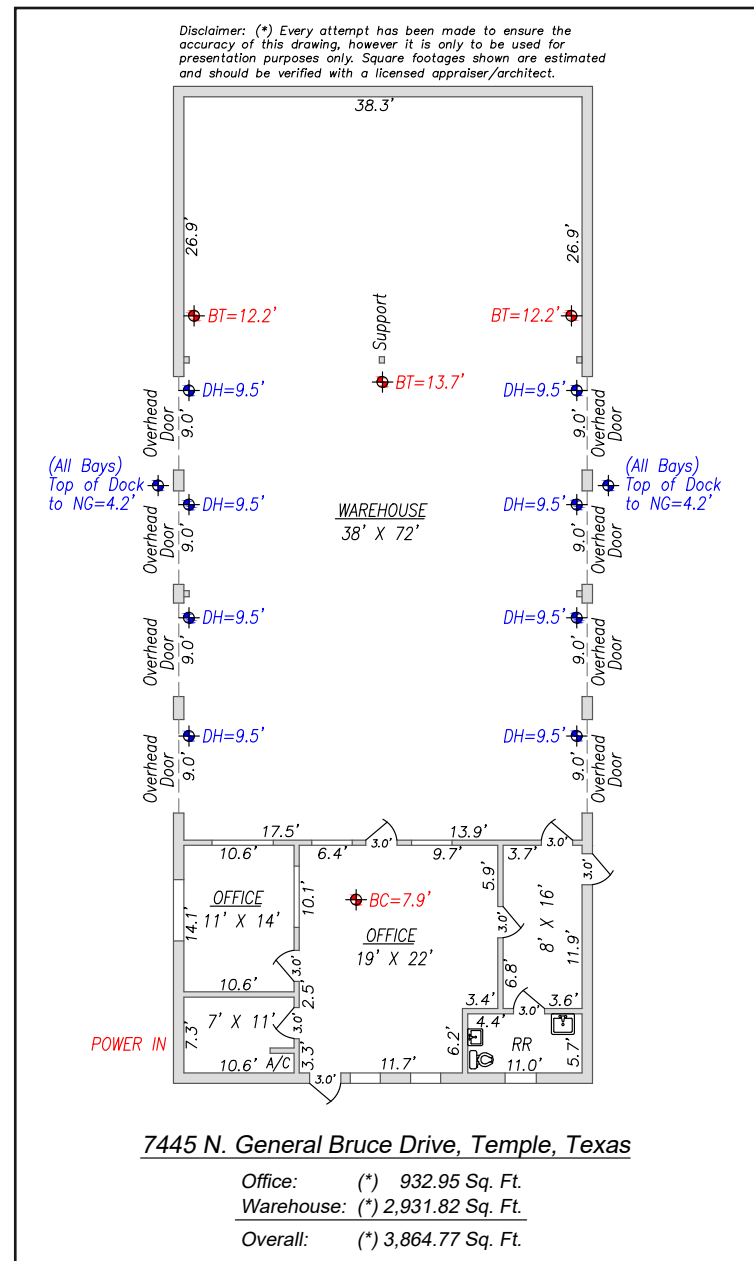 Disclaimer: (*) Every attempt has been made to ensure the
accuracy of this drawing, however it is only to be used for
presentation purposes only. Square footages shown are estimated
and should be verified with a licensed appraiser/architect.
38.3'
26.9'
26.9'
BT=12.2'
Support
BT=12.2'
BT=13.7'
Overhead
Door
9.0'
DH=9.5'
DH=9.5'
9.0'
Overhead
Door
(All Bays)
Top of Dock
to NG=4.2'
(All Bays)
Top of Dock
to NG=4.2'
Overhead
Door
9.0'
DH=9.5'
WAREHOUSE
38' X 72'
DH=9.5'
9.0'
Overhead
Door
Overhead
Door
9.0'
DH=9.5'
DH=9.5'
9.0'
Overhead
Door
Overhead
Door
9.0'
DH=9.5'
DH=9.5'
9.0'
Overhead
Door
17.5'
13.9'
10.6'
6.4'
3.0'
9.7'
3.7'
3.0'
3.0'
14.1'
OFFICE
11' X 14'
10.1'
BC=7.9'
OFFICE
19' X 22'
5.9'
3.0'
6.8'
8' X 16'
11.9'
10.6'
3.0'
2.5'
3.4'
3.0'
3.6'
POWER IN
7.3'
7' X 11'
3.0'
3.3'
10.6'
A/C
3.0'
11.7'
6.2'
4.4'
RR
11.0'
5.7'
7445 N. General Bruce Drive, Temple, Texas
Office: (*) 932.95 Sq. Ft.
Warehouse: (*) 2,931.82 Sq. Ft.
Overall: (*) 3,864.77 Sq. Ft.